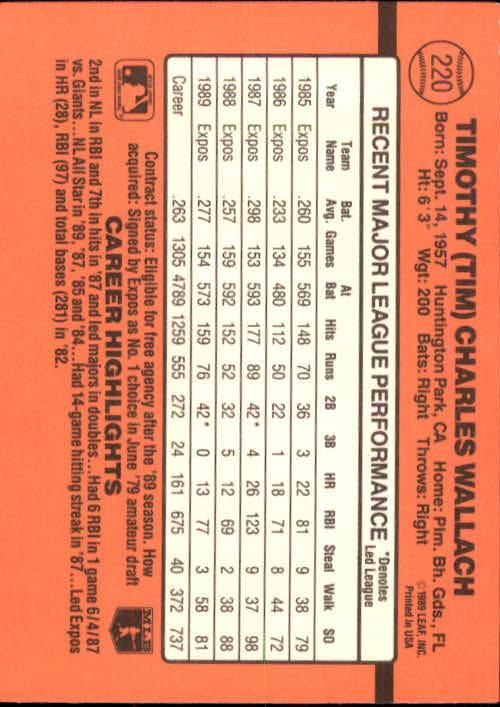 220
TIMOTHY (TIM) CHARLES WALLACH
Born: Sept. 14, 1957 Huntington Park, CA Home: Plm. Bh. Gds., FL
Ht: 6' 3" Wgt: 200 Bats: Right Throws: Right
© 1989 LEAF, INC.
Printed in USA
RECENT MAJOR LEAGUE PERFORMANCE *Denotes Led League
Year Team Name Bat. Avg. Games At Bat Hits Runs 2B 3B HR RBI Steal Walk SO
1985 Expos .260 155 569 148 70 36 3 22 81 9 38 79
1986 Expos .233 134 480 112 50 22 1 18 71 8 44 72
1987 Expos .298 153 593 177 89 42* 4 26 123 9 37 98
1988 Expos .257 159 592 152 52 32 5 12 69 2 38 88
1989 Expos .277 154 573 159 76 42* 0 13 77 3 58 81
Career .263 1305 4789 1259 555 272 24 161 675 40 372 737
Contract status: Eligible for free agency after the '89 season. How
acquired: Signed by Expos as No. 1 choice in June '79 amateur draft
CAREER HIGHLIGHTS
2nd in NL in RBI and 7th in hits in '87 and led majors in doubles...Had 6 RBI in 1 game 6/4/87
vs. Giants...NL All Star in '89, '87, '85 and '84...Had 14-game hitting streak in '87...Led Expos
in HR (28), RBI (97) and total bases (281) in '82.
MLB